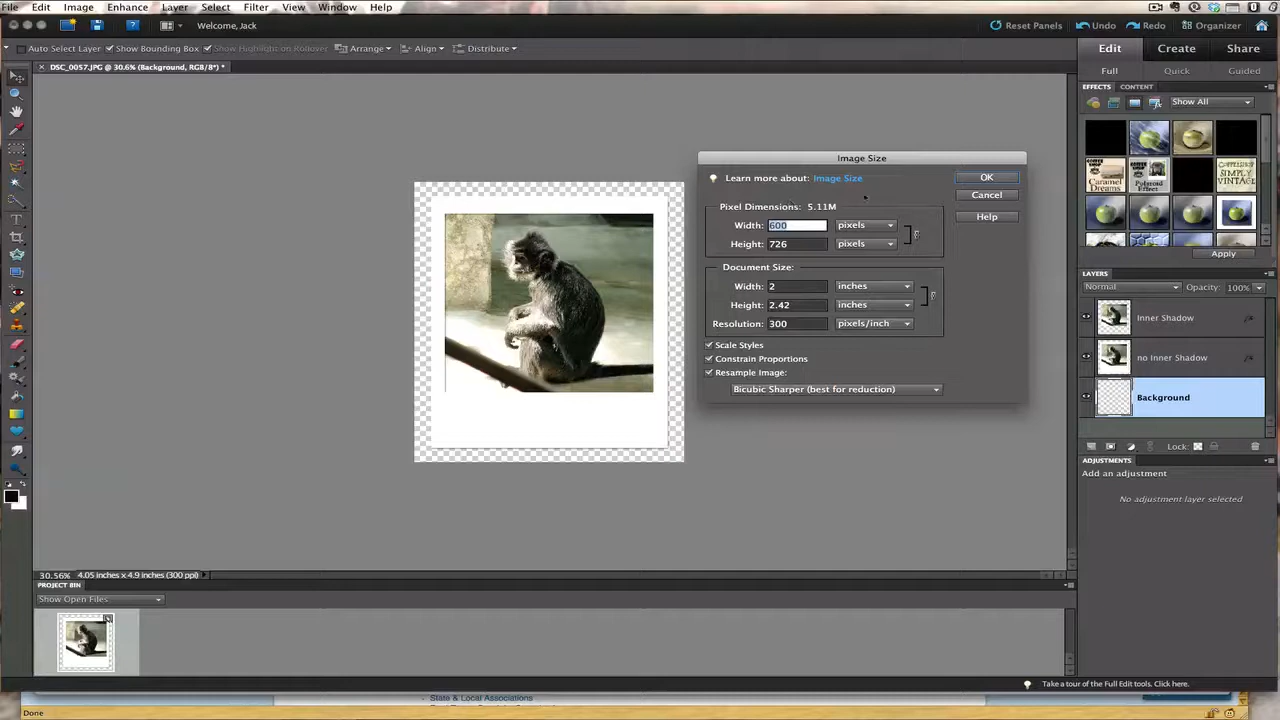 File Edit Image Enhance Layer Select Filter View Window Help
Welcome, Jack
Reset Panels Undo Redo Organizer
Auto Select Layer Show Bounding Box Show Highlight on Rollover Arrange Align Distribute
Edit Create Share
DSC_0057.JPG @ 30.6% (Background, RGB/8*) *
Full Quick Guided
EFFECTS CONTENT
Show All
Caramel Dreams
Polaroid Effect
SIMPLY VINTAGE
Apply
Image Size
Learn more about: Image Size
OK
Cancel
Help
Pixel Dimensions: 5.11M
Width: 600 pixels
Height: 726 pixels
Document Size:
Width: 2 inches
Height: 2.42 inches
Resolution: 300 pixels/inch
Scale Styles
Constrain Proportions
Resample Image:
Bicubic Sharper (best for reduction)
LAYERS
Normal Opacity: 100%
Inner Shadow
no Inner Shadow
Background
Lock:
ADJUSTMENTS
Add an adjustment
No adjustment layer selected
30.56% 4.05 inches x 4.9 inches (300 ppi)
PROJECT BIN
Show Open Files
Take a tour of the Full Edit tools. Click here.
State & Local Associations
Done